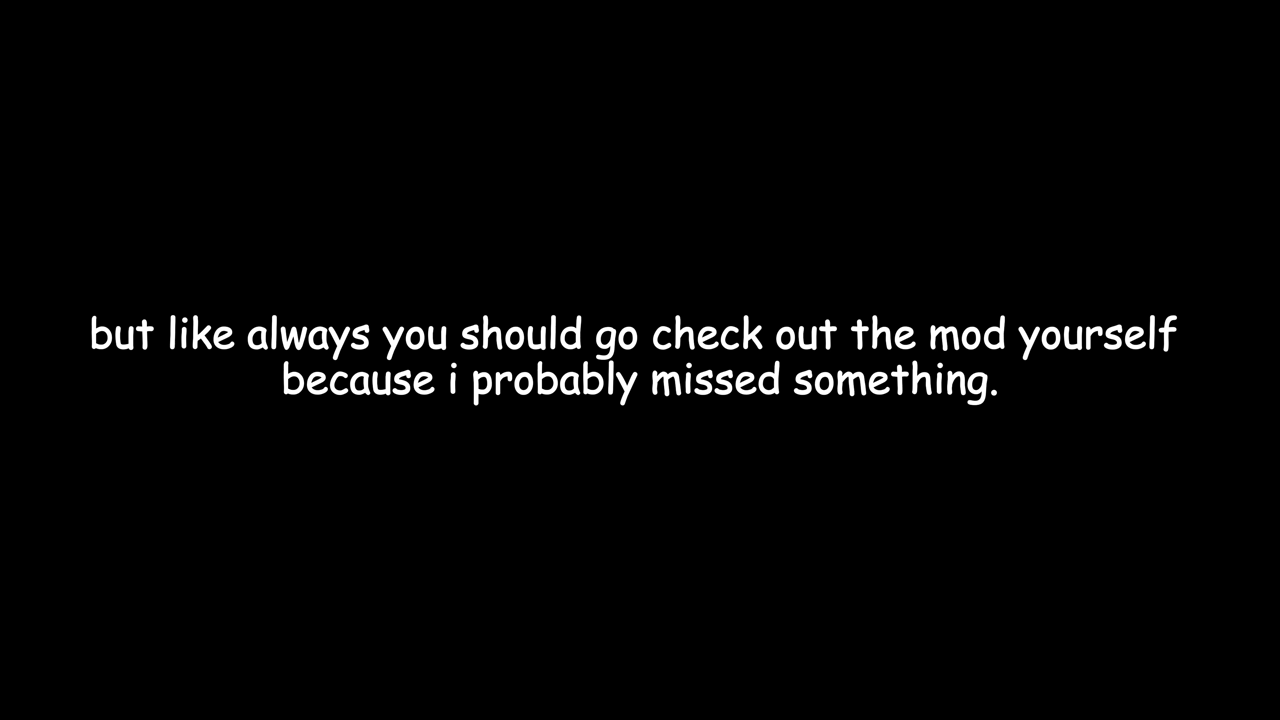 but like always you should go check out the mod yourself
because i probably missed something.